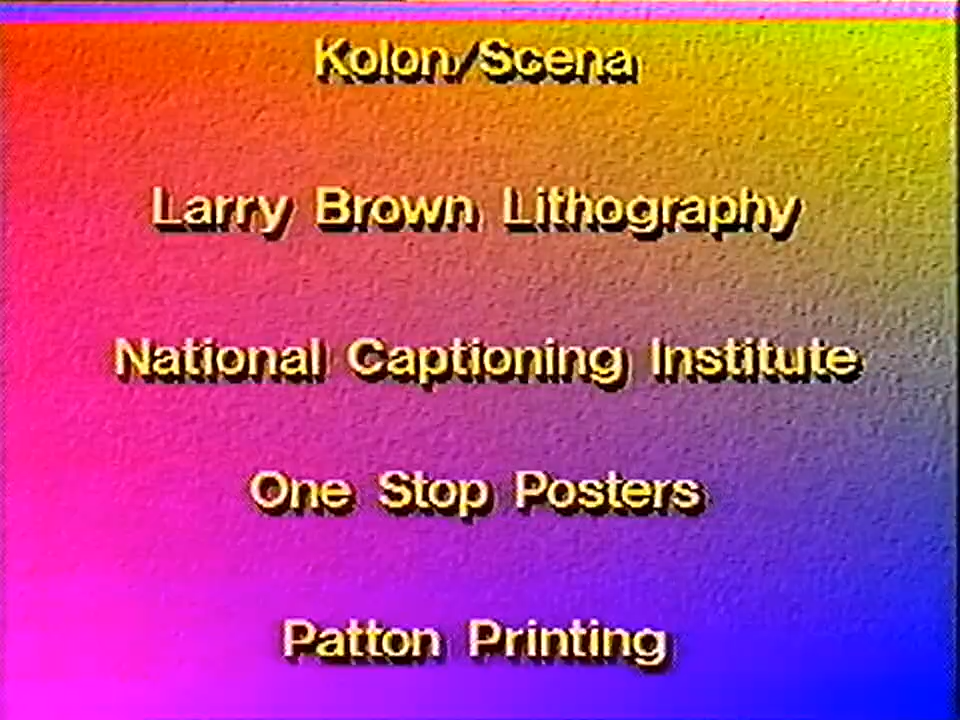 Kolon/Scena
Larry Brown Lithography
National Captioning Institute
One Stop Posters
Patton Printing